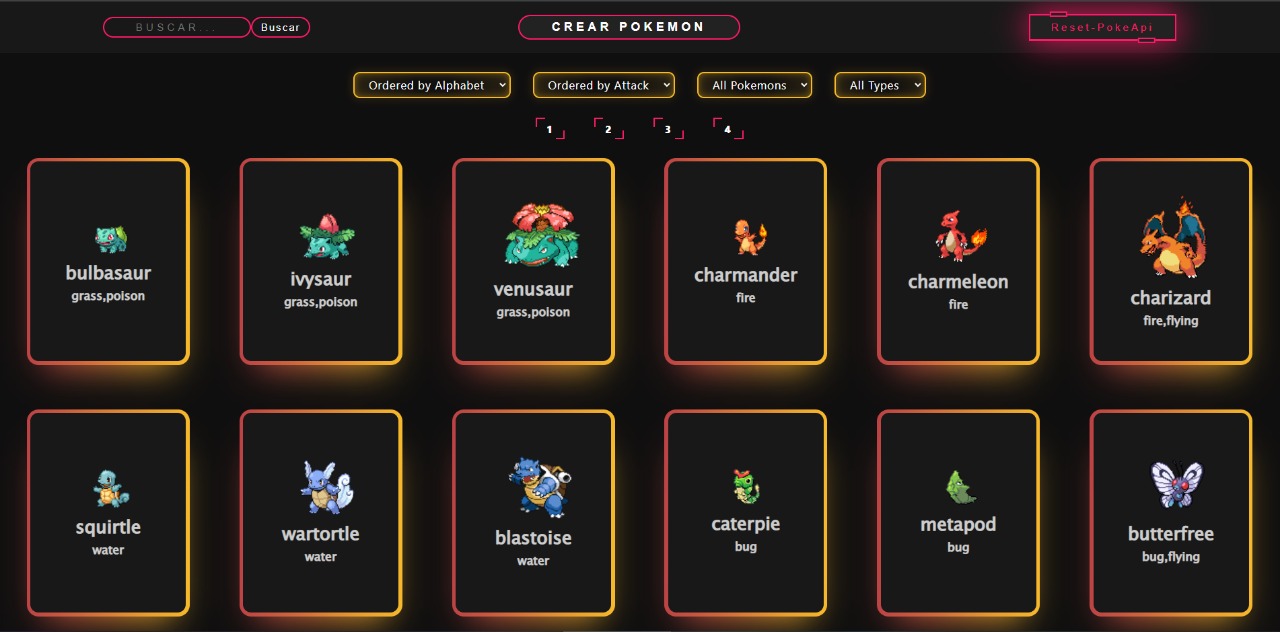 BUSCAR... Buscar CREAR POKEMON Reset-PokeApi
Ordered by Alphabet Ordered by Attack All Pokemons All Types
1 2 3 4
bulbasaur ivysaur venusaur charmander charmeleon charizard
grass,poison grass,poison grass,poison fire fire fire,flying
squirtle wartortle blastoise caterpie metapod butterfree
water water water bug bug bug,flying